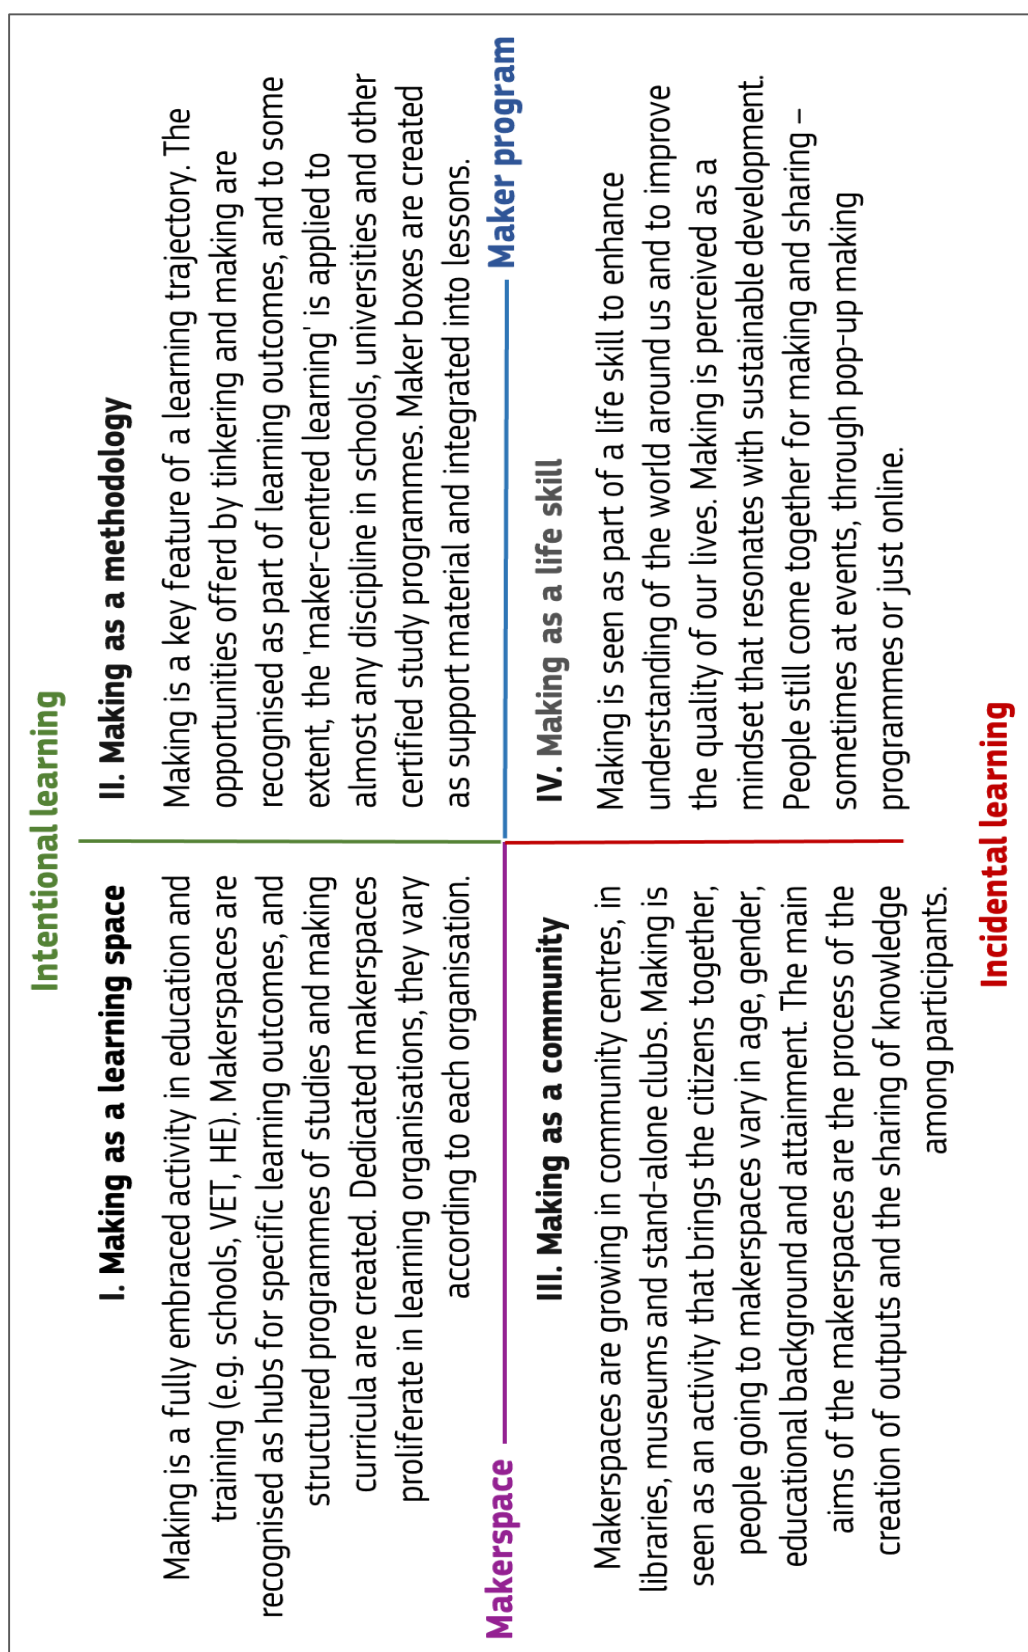 Intentional learning
I. Making as a learning space
Making is a fully embraced activity in education and
training (e.g. schools, VET, HE). Makerspaces are
recognised as hubs for specific learning outcomes, and
structured programmes of studies and making
curricula are created. Dedicated makerspaces
proliferate in learning organisations, they vary
according to each organisation.
II. Making as a methodology
Making is a key feature of a learning trajectory. The
opportunities offerd by tinkering and making are
recognised as part of learning outcomes, and to some
extent, the 'maker-centred learning' is applied to
almost any discipline in schools, universities and other
certified study programmes. Maker boxes are created
as support material and integrated into lessons.
Makerspace
Maker program
III. Making as a community
Makerspaces are growing in community centres, in
libraries, museums and stand-alone clubs. Making is
seen as an activity that brings the citizens together,
people going to makerspaces vary in age, gender,
educational background and attainment. The main
aims of the makerspaces are the process of the
creation of outputs and the sharing of knowledge
among participants.
IV. Making as a life skill
Making is seen as part of a life skill to enhance
understanding of the world around us and to improve
the quality of our lives. Making is perceived as a
mindset that resonates with sustainable development.
People still come together for making and sharing –
sometimes at events, through pop-up making
programmes or just online.
Incidental learning